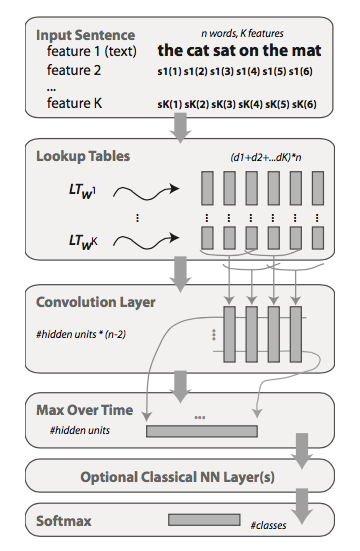 Input Sentence
n words, K features
feature 1 (text) the cat sat on the mat
feature 2 s1(1) s1(2) s1(3) s1(4) s1(5) s1(6)
...
feature K sK(1) sK(2) sK(3) sK(4) sK(5) sK(6)
Lookup Tables
(d1+d2+...dK)*n
LTw1
LTwK
Convolution Layer
#hidden units * (n-2)
Max Over Time
...
#hidden units
Optional Classical NN Layer(s)
Softmax
#classes